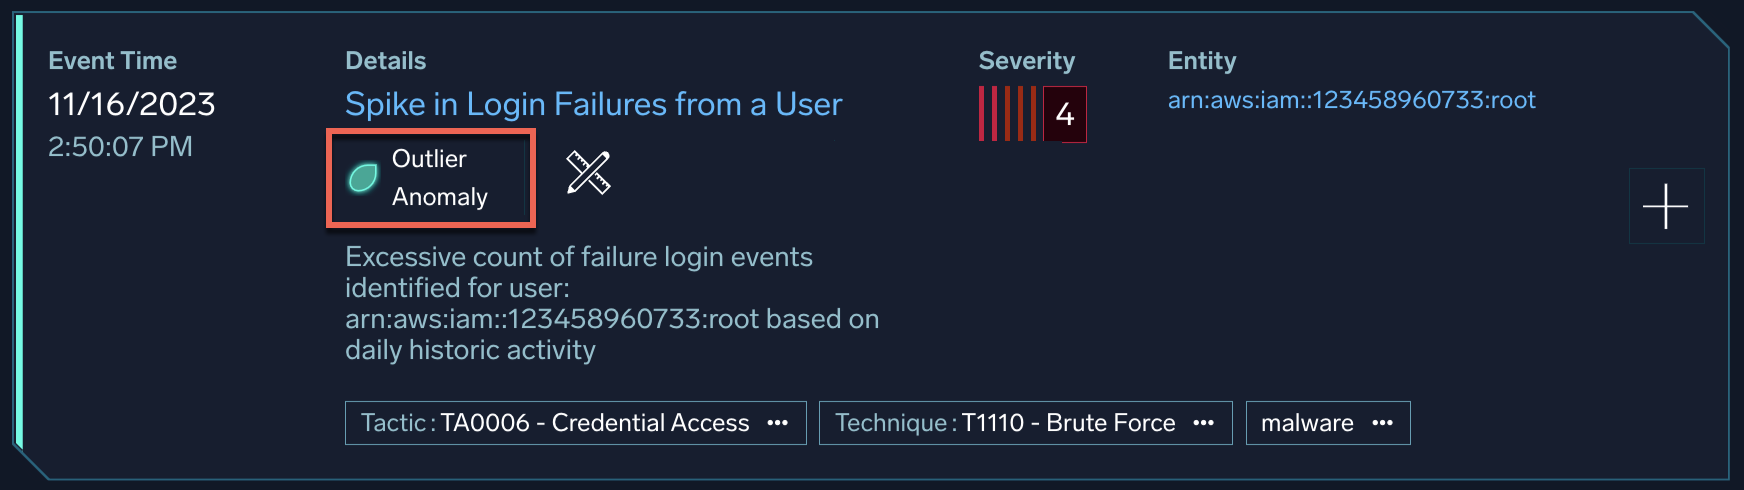 Event Time
11/16/2023
2:50:07 PM
Details
Spike in Login Failures from a User
Outlier
Anomaly
Excessive count of failure login events
identified for user:
arn:aws:iam::123458960733:root based on
daily historic activity
Tactic : TA0006 - Credential Access •••
Technique : T1110 - Brute Force •••
malware •••
Severity
4
Entity
arn:aws:iam::123458960733:root